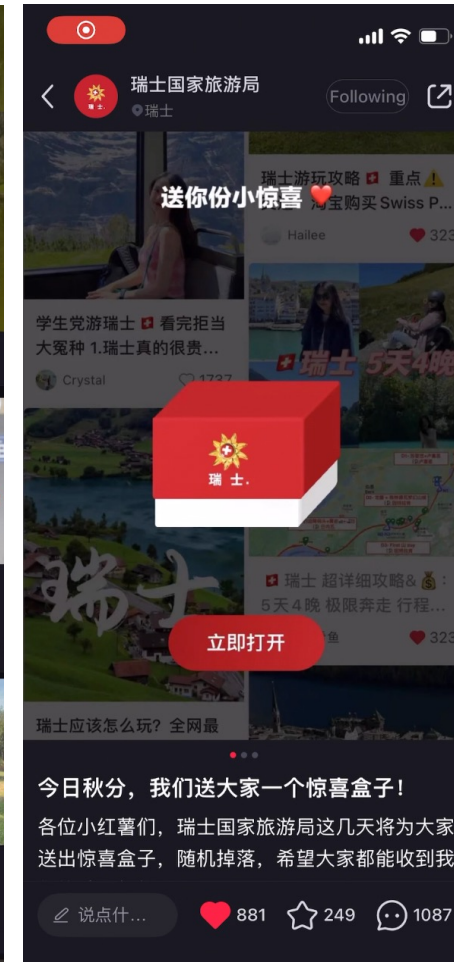 瑞士国家旅游局
瑞士
Following
送你份小惊喜
瑞士游玩攻略 🇨🇭 重点⚠️
淘宝购买 Swiss P...
Hailee
323
学生党游瑞士 🇨🇭 看完拒当
大冤种 1.瑞士真的很贵...
Crystal
1737
瑞士 5天4晚
瑞 士.
瑞士
瑞士 超详细攻略& 💰:
5天4晚 极限奔走 行程...
鱼
323
立即打开
瑞士应该怎么玩？全网最
今日秋分，我们送大家一个惊喜盒子！
各位小红薯们，瑞士国家旅游局这几天将为大家
送出惊喜盒子，随机掉落，希望大家都能收到我
说点什...
881
249
1087